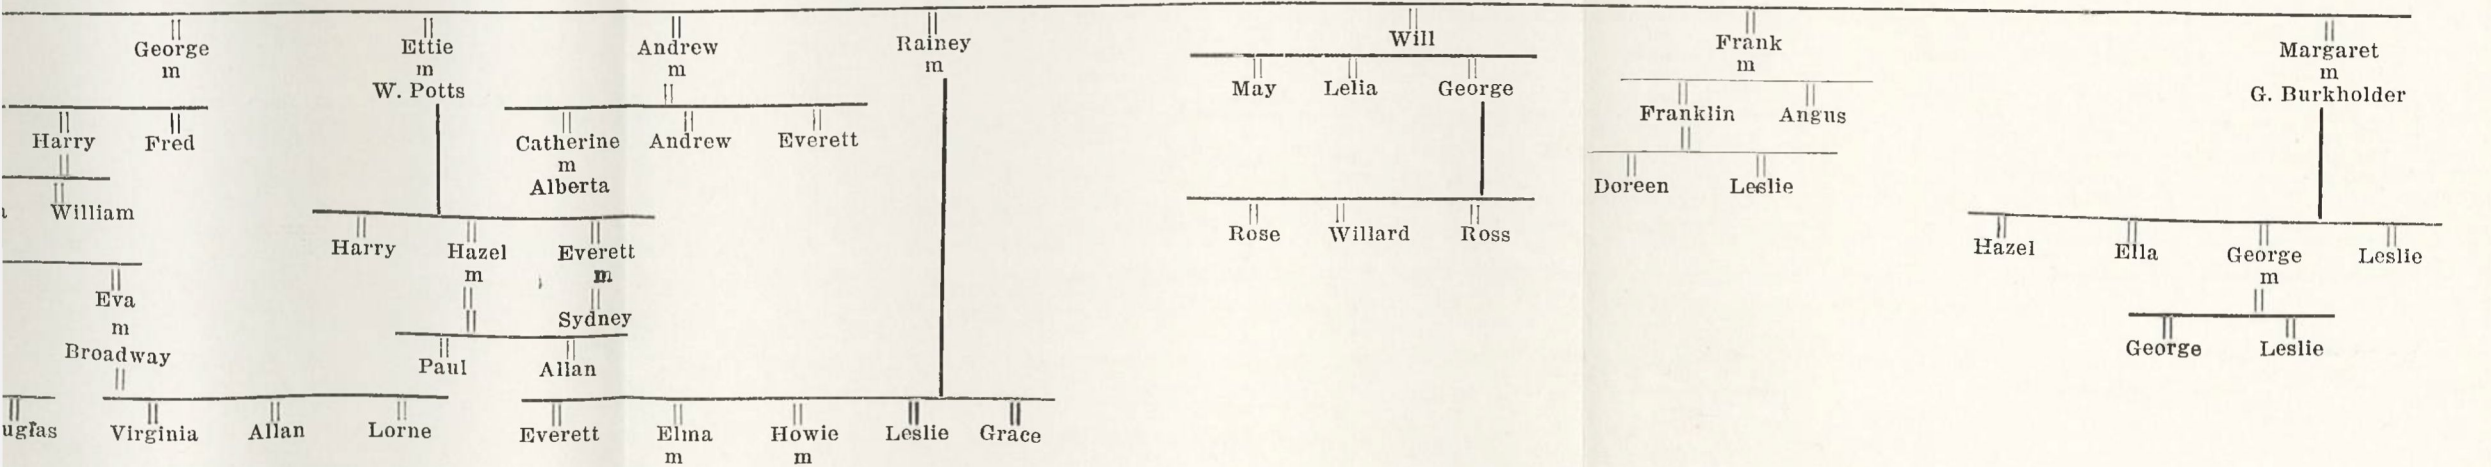 George Ettie Andrew Rainey Will Frank Margaret
m m m m m m
W. Potts May Lelia George G. Burkholder
Franklin Angus
Harry Fred Catherine Andrew Everett
m
Alberta Doreen Leslie
William
Harry Hazel Everett Rose Willard Ross Hazel Ella George Leslie
m m m
Eva Sydney
m
Broadway Paul Allan George Leslie
Virginia Allan Lorne Everett Elma Howie Leslie Grace
m m